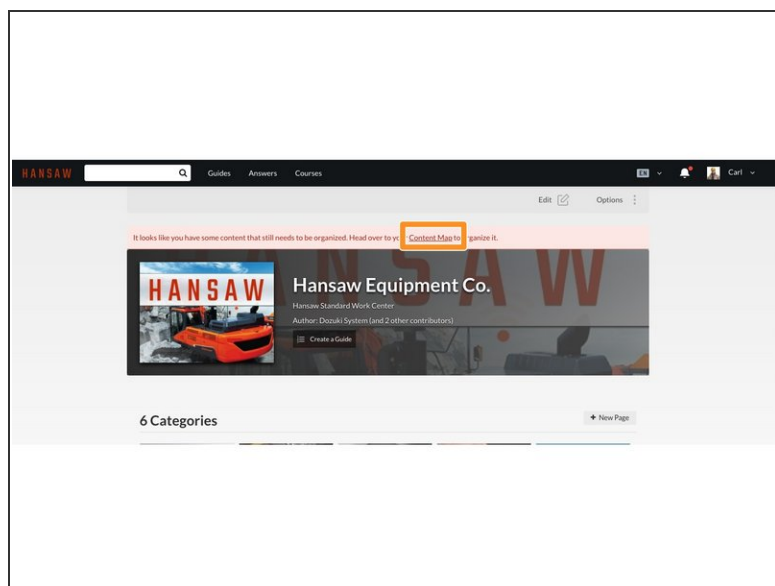 HANSAW Guides Answers Courses EN Carl
Edit Options
It looks like you have some content that still needs to be organized. Head over to Content Map to organize it.
HANSAW
Hansaw Equipment Co.
Hansaw Standard Work Center
Author: Dozuki System (and 2 other contributors)
Create a Guide
6 Categories + New Page